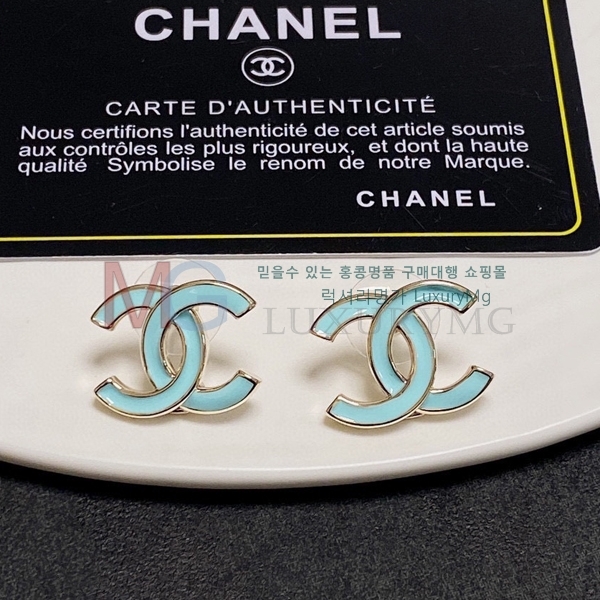 CHANEL
CARTE D'AUTHENTICITÉ
Nous certifions l'authenticité de cet article soumis
aux contrôles les plus rigoureux, et dont la haute
qualité Symbolise le renom de notre Marque.
CHANEL
믿을수 있는 홍콩명품 구매대행 쇼핑몰
럭셔리명가 LuxuryMg
MG LUXURYMG